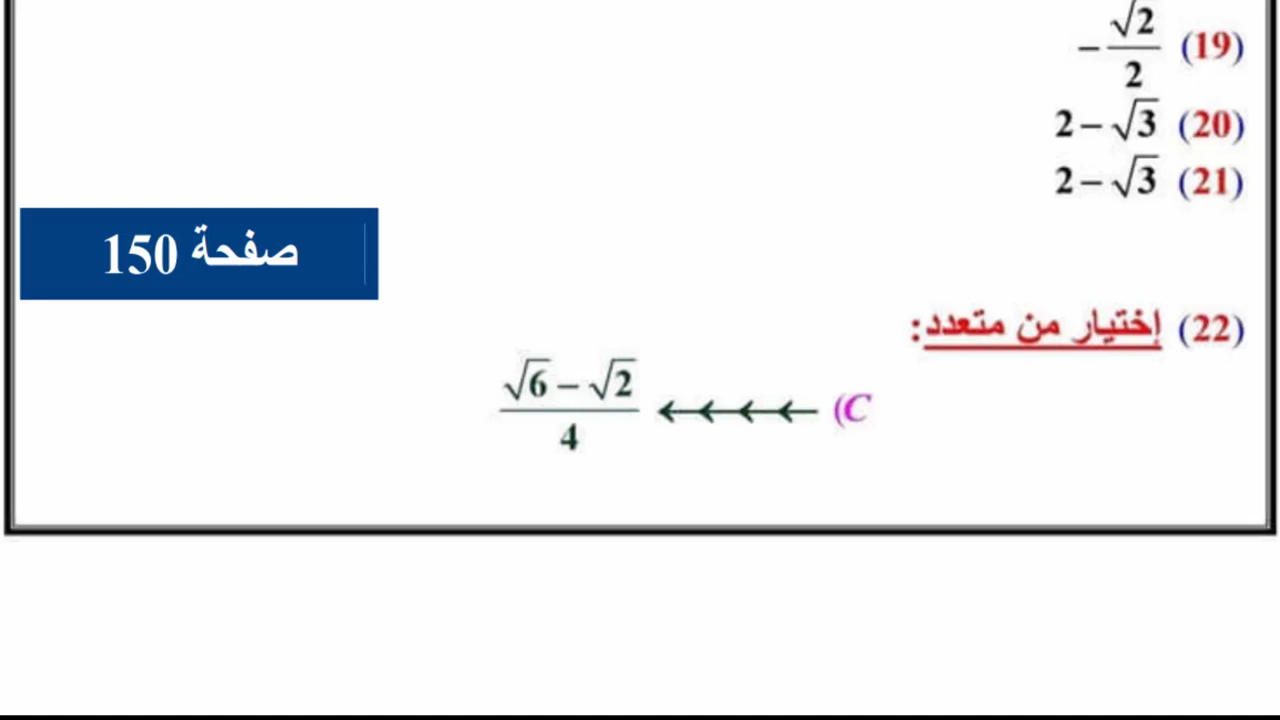 (19) -√2/2
(20) 2-√3
(21) 2-√3
صفحة 150
(22) إختيار من متعدد:
(C ←←←← (√6-√2)/4